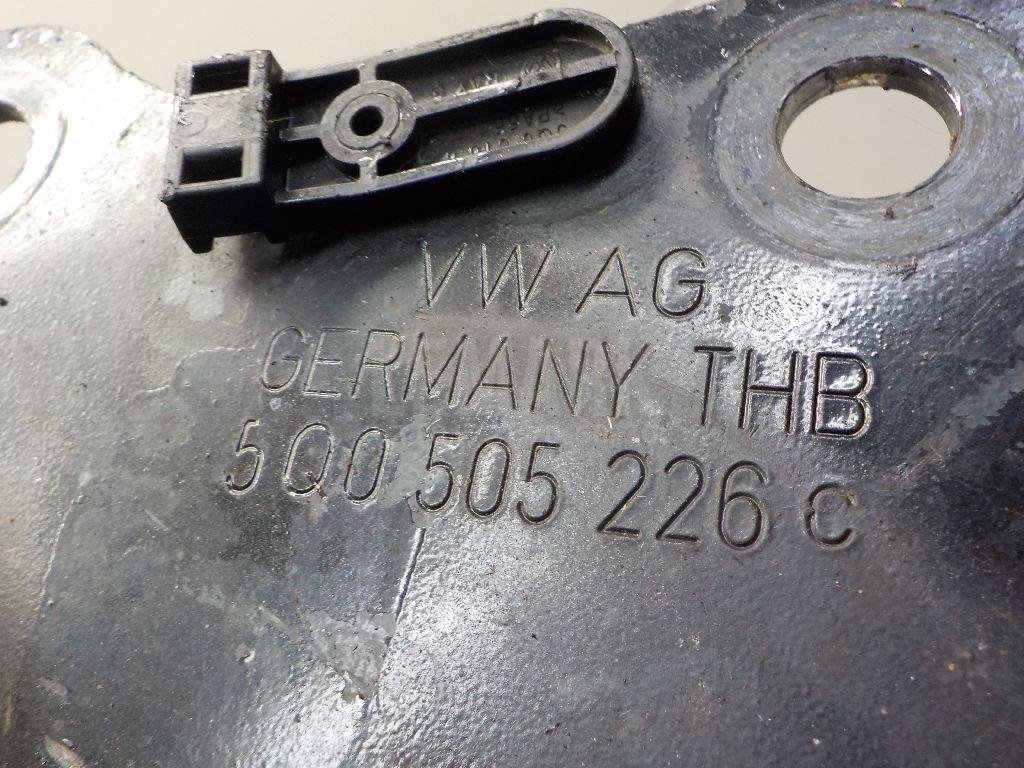 VW AG.
GERMANY THB
5Q0 505 226 C